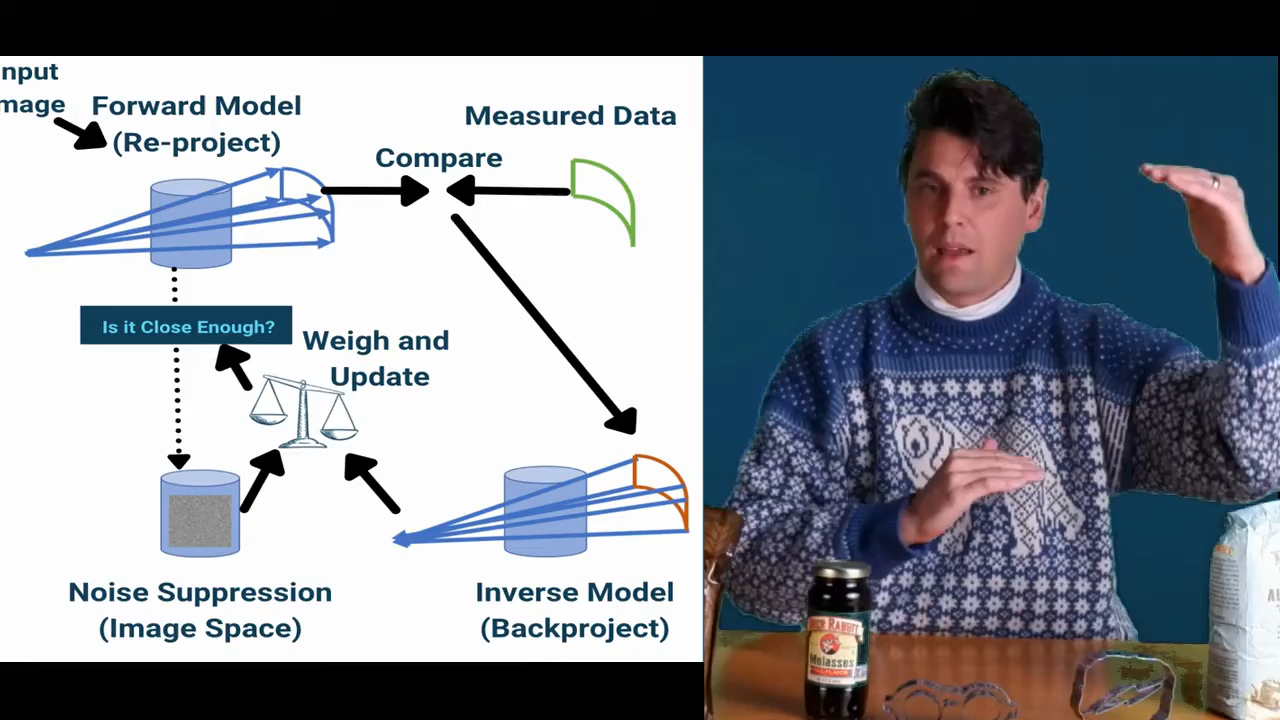 nput
mage
Forward Model
(Re-project)
Compare
Measured Data
Is it Close Enough?
Weigh and
Update
Noise Suppression
(Image Space)
Inverse Model
(Backproject)
Rabbit
Molasses